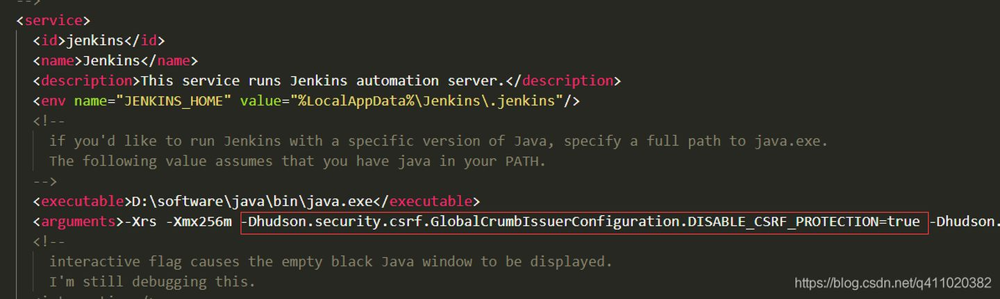 -->
<service>
<id>jenkins</id>
<name>Jenkins</name>
<description>This service runs Jenkins automation server.</description>
<env name="JENKINS_HOME" value="%LocalAppData%\Jenkins\.jenkins"/>
<!--
if you'd like to run Jenkins with a specific version of Java, specify a full path to java.exe.
The following value assumes that you have java in your PATH.
-->
<executable>D:\software\java\bin\java.exe</executable>
<arguments>-Xrs -Xmx256m -Dhudson.security.csrf.GlobalCrumbIssuerConfiguration.DISABLE_CSRF_PROTECTION=true -Dhudson.
<!--
interactive flag causes the empty black Java window to be displayed.
I'm still debugging this.
https://blog.csdn.net/q411020382